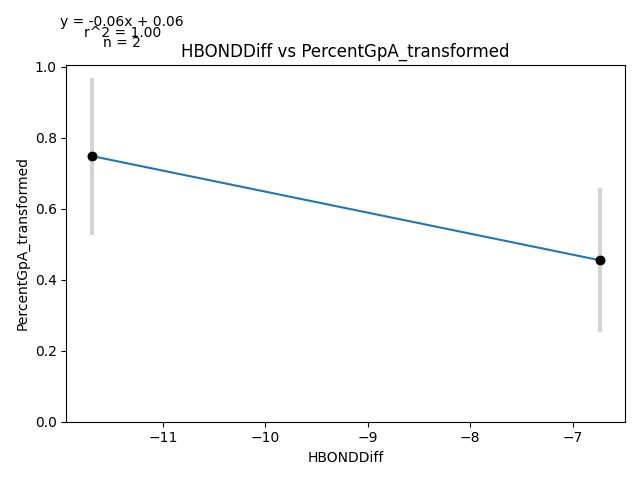 y = -0.06x + 0.06
r^2 = 1.00
n = 2
HBONDDiff vs PercentGpA_transformed
1.0
0.8
0.6
0.4
0.2
0.0
PercentGpA_transformed
−11
−10
−9
−8
−7
HBONDDiff